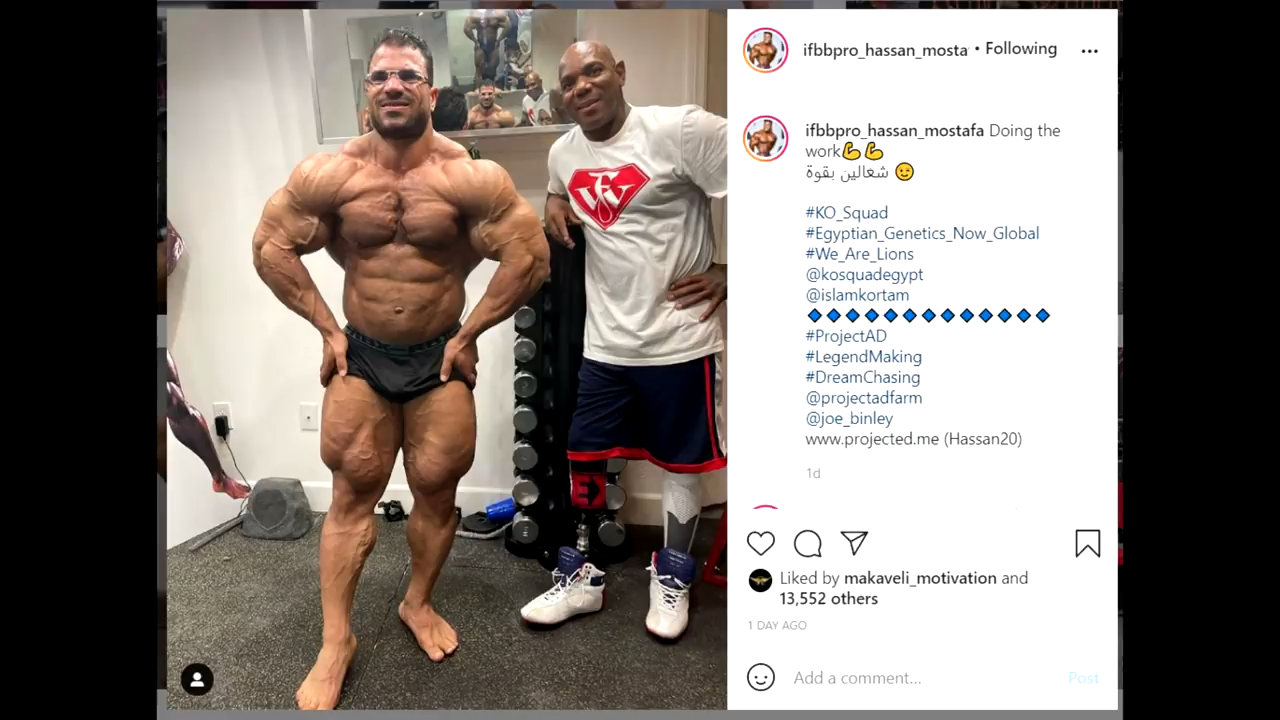 ifbbpro_hassan_mosta • Following
ifbbpro_hassan_mostafa Doing the
work💪💪
شغالين بقوة 😉
#KO_Squad
#Egyptian_Genetics_Now_Global
#We_Are_Lions
@kosquadegypt
@islamkortam
🔷🔷🔷🔷🔷🔷🔷🔷🔷🔷🔷🔷🔷
#ProjectAD
#LegendMaking
#DreamChasing
@projectadfarm
@joe_binley
www.projected.me (Hassan20)
1d
Liked by makaveli_motivation and
13,552 others
1 DAY AGO
Add a comment...
Post